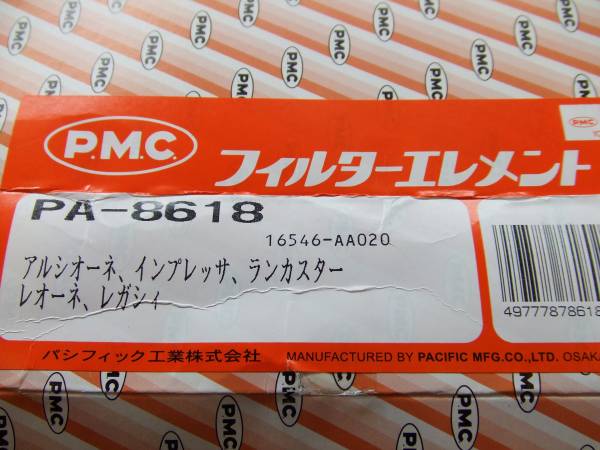 P.M.C.
フィルターエレメント
PA-8618
16546-AA020
アルシオーネ、インプレッサ、ランカスター
レオーネ、レガシィ
49777878618
パシフィック工業株式会社
MANUFACTURED BY PACIFIC MFG.CO.,LTD. OSAKA
PMC